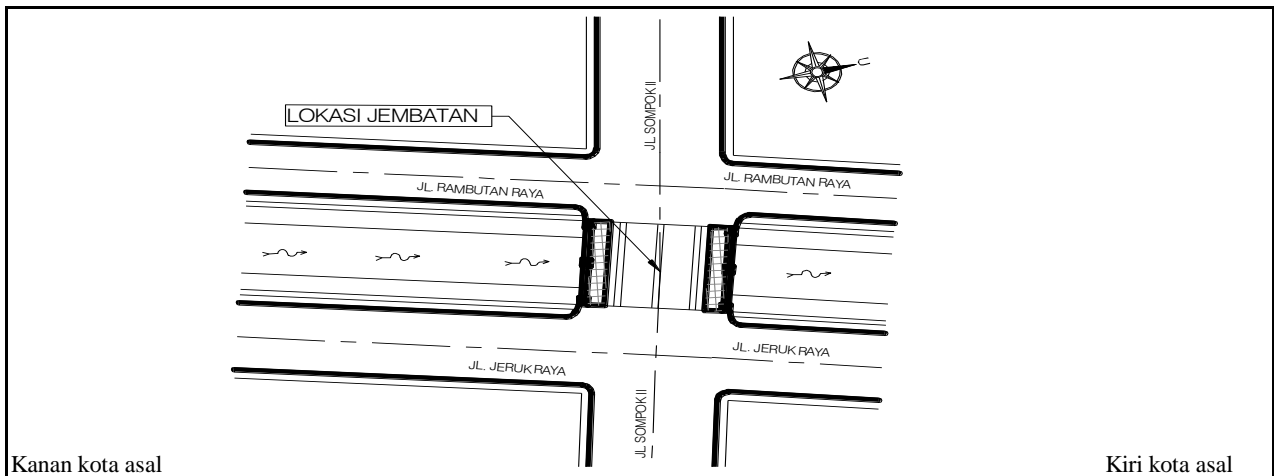 U
JL SOMPOK II
LOKASI JEMBATAN
JL. RAMBUTAN RAYA
JL. RAMBUTAN RAYA
JL. JERUK RAYA
JL. JERUK RAYA
JL SOMPOK II
Kanan kota asal
Kiri kota asal